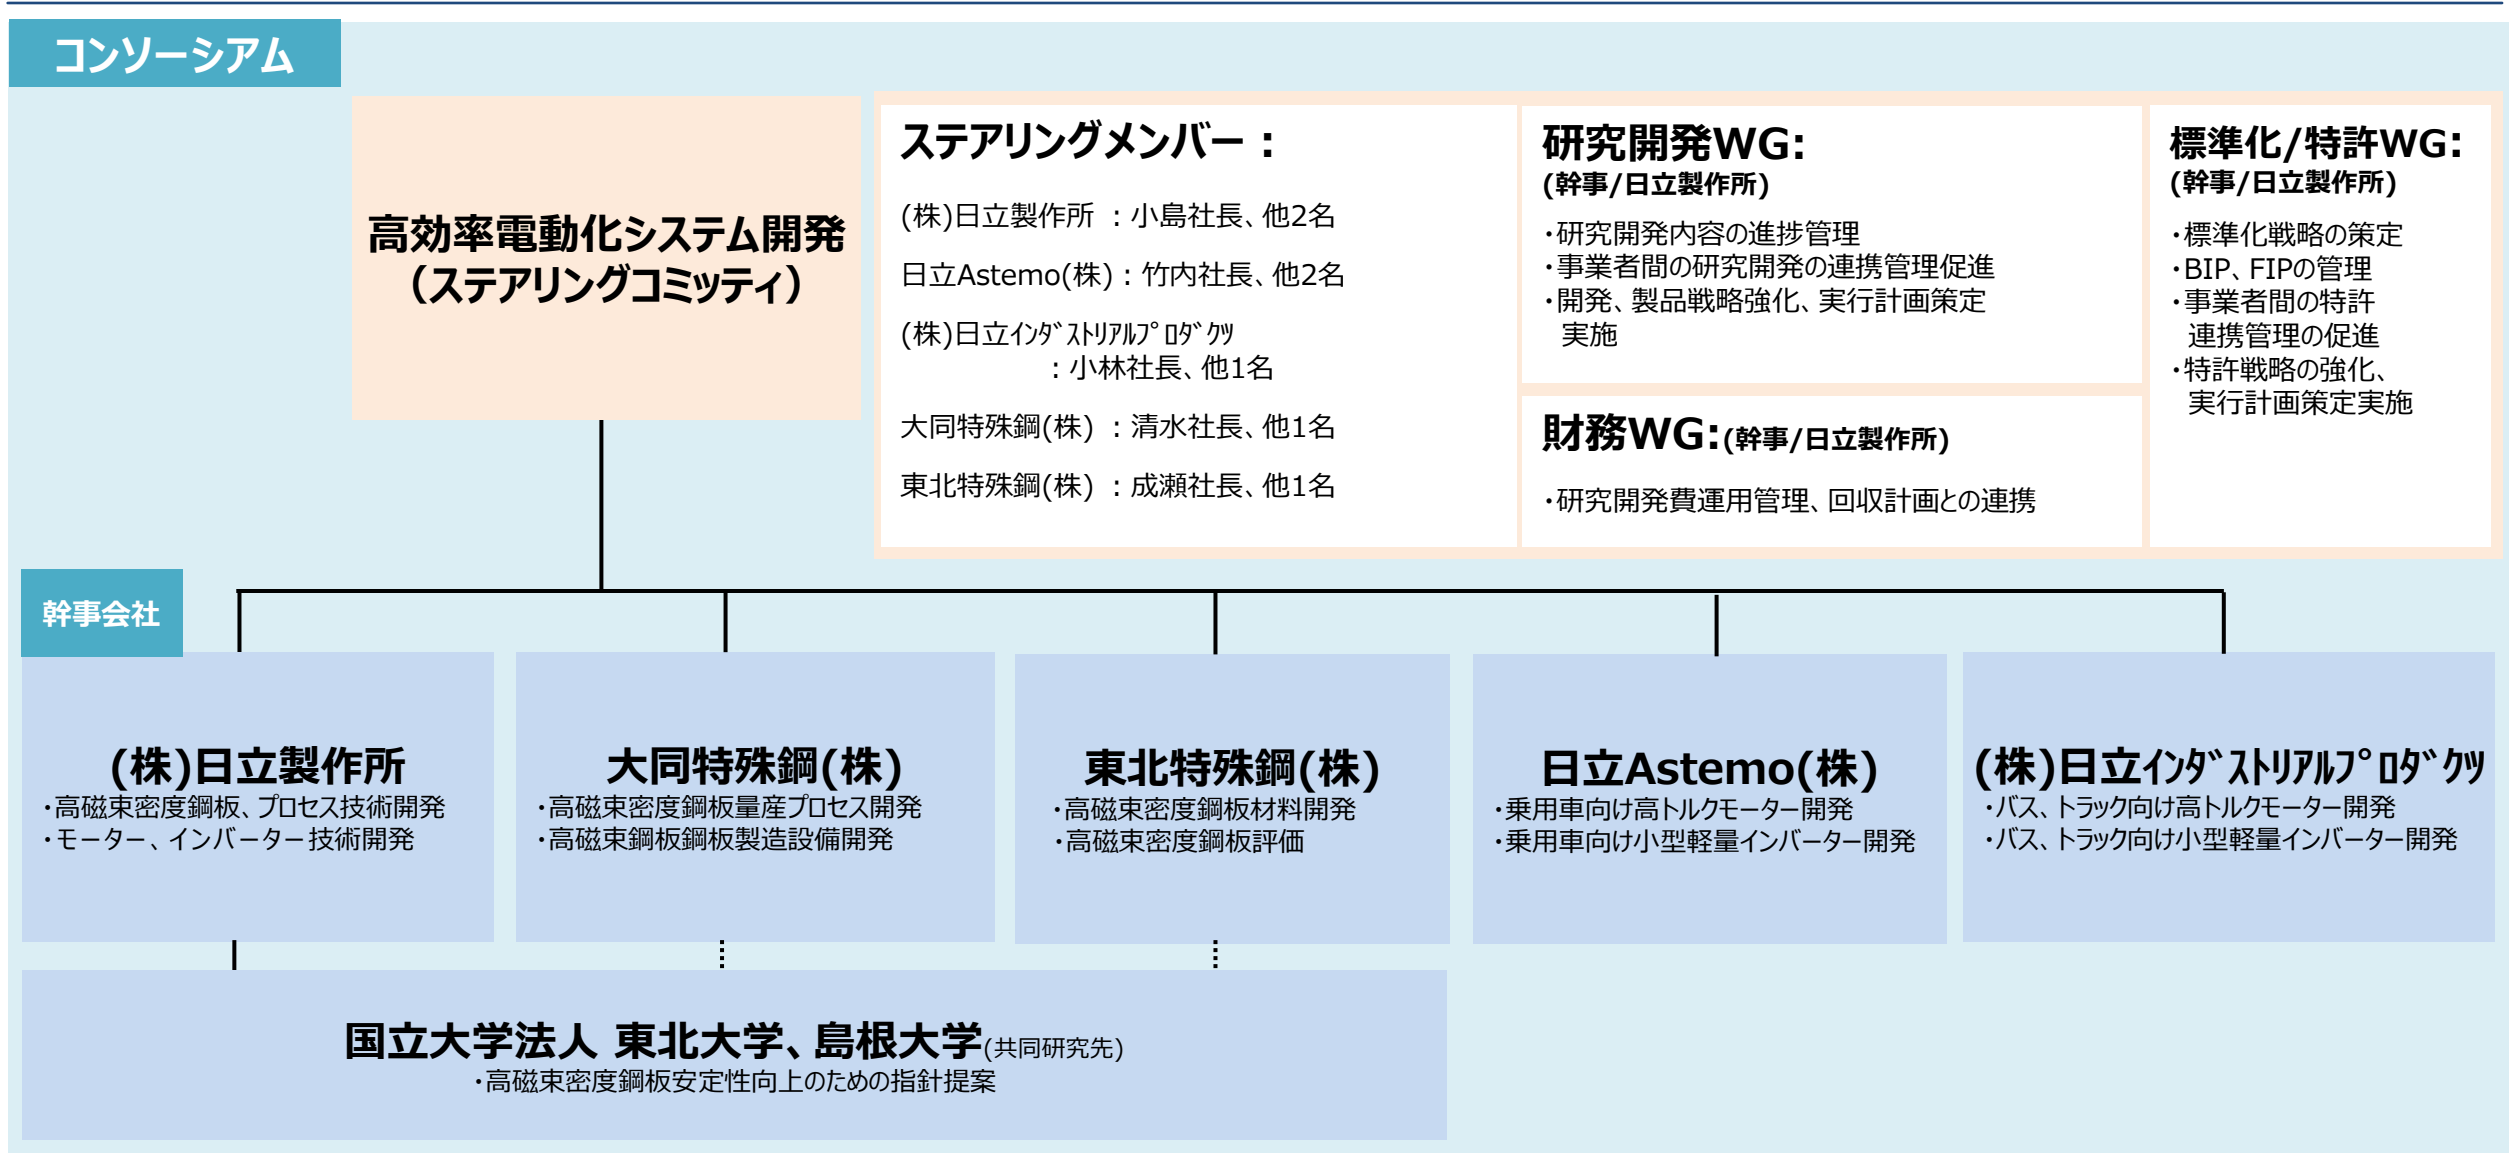 コンソーシアム
高効率電動化システム開発
（ステアリングコミッティ）
ステアリングメンバー：
(株)日立製作所 ：小島社長、他2名
日立Astemo(株)：竹内社長、他2名
(株)日立ｲﾝﾀﾞｽﾄﾘｱﾙﾌﾟﾛﾀﾞｸﾂ
：小林社長、他1名
大同特殊鋼(株) ：清水社長、他1名
東北特殊鋼(株) ：成瀬社長、他1名
研究開発WG:
(幹事/日立製作所)
・研究開発内容の進捗管理
・事業者間の研究開発の連携管理促進
・開発、製品戦略強化、実行計画策定
実施
財務WG:(幹事/日立製作所)
・研究開発費運用管理、回収計画との連携
標準化/特許WG:
(幹事/日立製作所)
・標準化戦略の策定
・BIP、FIPの管理
・事業者間の特許
連携管理の促進
・特許戦略の強化、
実行計画策定実施
幹事会社
(株)日立製作所
・高磁束密度鋼板、プロセス技術開発
・モーター、インバーター技術開発
大同特殊鋼(株)
・高磁束密度鋼板量産プロセス開発
・高磁束鋼板鋼板製造設備開発
東北特殊鋼(株)
・高磁束密度鋼板材料開発
・高磁束密度鋼板評価
日立Astemo(株)
・乗用車向け高トルクモーター開発
・乗用車向け小型軽量インバーター開発
(株)日立ｲﾝﾀﾞｽﾄﾘｱﾙﾌﾟﾛﾀﾞｸﾂ
・バス、トラック向け高トルクモーター開発
・バス、トラック向け小型軽量インバーター開発
国立大学法人 東北大学、島根大学(共同研究先)
・高磁束密度鋼板安定性向上のための指針提案